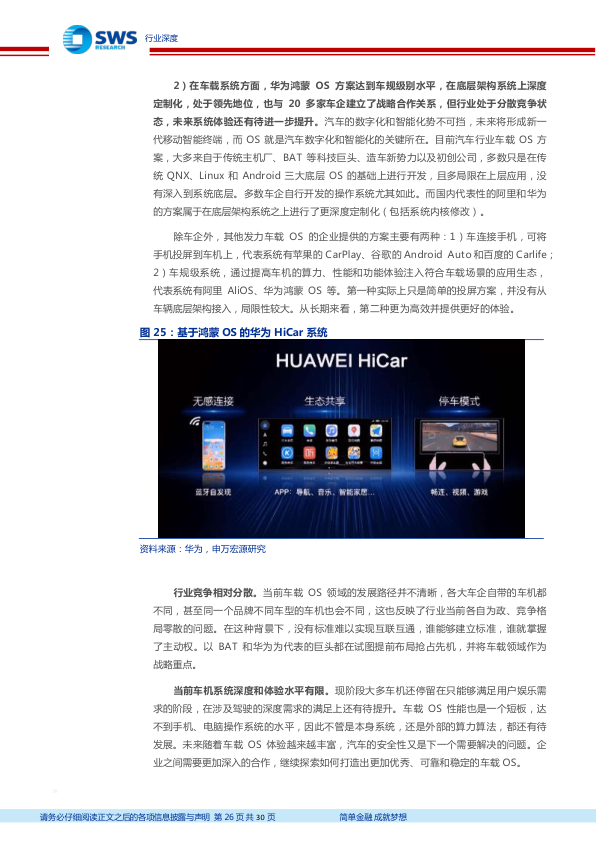 SWS
RESEARCH
行业深度
2）在车载系统方面，华为鸿蒙 OS 方案达到车规级别水平，在底层架构系统上深度
定制化，处于领先地位，也与 20 多家车企建立了战略合作关系，但行业处于分散竞争状
态，未来系统体验还有待进一步提升。汽车的数字化和智能化势不可挡，未来将形成新一
代移动智能终端，而 OS 就是汽车数字化和智能化的关键所在。目前汽车行业车载 OS 方
案，大多来自于传统主机厂、BAT 等科技巨头、造车新势力以及初创公司，多数只是在传
统 QNX、Linux 和 Android 三大底层 OS 的基础上进行开发，且多局限在上层应用，没
有深入到系统底层。多数车企自行开发的操作系统尤其如此。而国内代表性的阿里和华为
的方案属于在底层架构系统之上进行了更深度定制化（包括系统内核修改）。
除车企外，其他发力车载 OS 的企业提供的方案主要有两种：1）车连接手机，可将
手机投屏到车机上，代表系统有苹果的 CarPlay、谷歌的 Android Auto 和百度的 Carlife；
2）车规级系统，通过提高车机的算力、性能和功能体验注入符合车载场景的应用生态，
代表系统有阿里 AliOS、华为鸿蒙 OS 等。第一种实际上只是简单的投屏方案，并没有从
车辆底层架构接入，局限性较大。从长期来看，第二种更为高效并提供更好的体验。
图 25：基于鸿蒙 OS 的华为 HiCar 系统
HUAWEI HiCar
无感连接 生态共享 停车模式
蓝牙自发现 APP：导航、音乐、智能家居... 畅连、视频、游戏
资料来源：华为，申万宏源研究
行业竞争相对分散。当前车载 OS 领域的发展路径并不清晰，各大车企自带的车机都
不同，甚至同一个品牌不同车型的车机也会不同，这也反映了行业当前各自为政、竞争格
局零散的问题。在这种背景下，没有标准难以实现互联互通，谁能够建立标准，谁就掌握
了主动权。以 BAT 和华为为代表的巨头都在试图提前布局抢占先机，并将车载领域作为
战略重点。
当前车机系统深度和体验水平有限。现阶段大多车机还停留在只能够满足用户娱乐需
求的阶段，在涉及驾驶的深度需求的满足上还有待提升。车载 OS 性能也是一个短板，达
不到手机、电脑操作系统的水平，因此不管是本身系统，还是外部的算力算法，都还有待
发展。未来随着车载 OS 体验越来越丰富，汽车的安全性又是下一个需要解决的问题。企
业之间需要更加深入的合作，继续探索如何打造出更加优秀、可靠和稳定的车载 OS。
请务必仔细阅读正文之后的各项信息披露与声明 第 26 页 共 30 页 简单金融 成就梦想